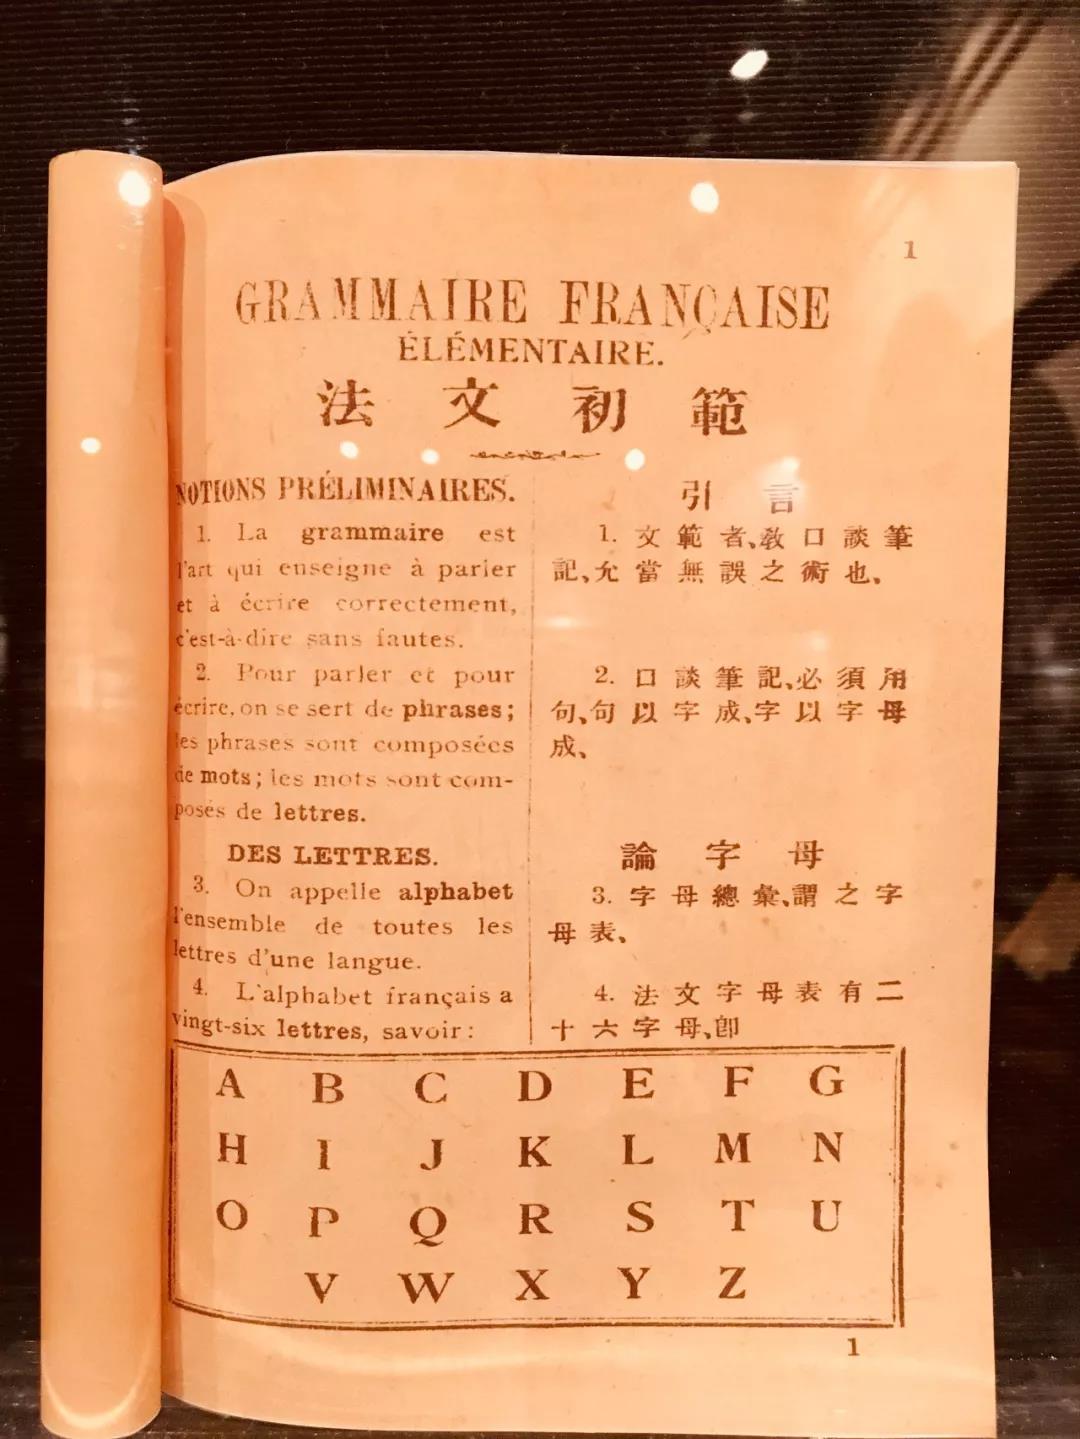 1
GRAMMAIRE FRANÇAISE
ÉLÉMENTAIRE.
法文初範
NOTIONS PRÉLIMINAIRES.
1. La grammaire est
l'art qui enseigne à parler
et à écrire correctement,
c'est-à-dire sans fautes.
2. Pour parler et pour
écrire, on se sert de phrases;
les phrases sont composées
de mots; les mots sont com-
posés de lettres.
DES LETTRES.
3. On appelle alphabet
l'ensemble de toutes les
lettres d'une langue.
4. L'alphabet français a
vingt-six lettres, savoir:
引言
1. 文範者、敎口談筆
記、允當無誤之術也、
2. 口談筆記、必須用
句、句以字成、字以字母
成、
論字母
3. 字母總彙、謂之字
母表、
4. 法文字母表有二
十六字母、卽
A B C D E F G
H I J K L M N
O P Q R S T U
V W X Y Z
1